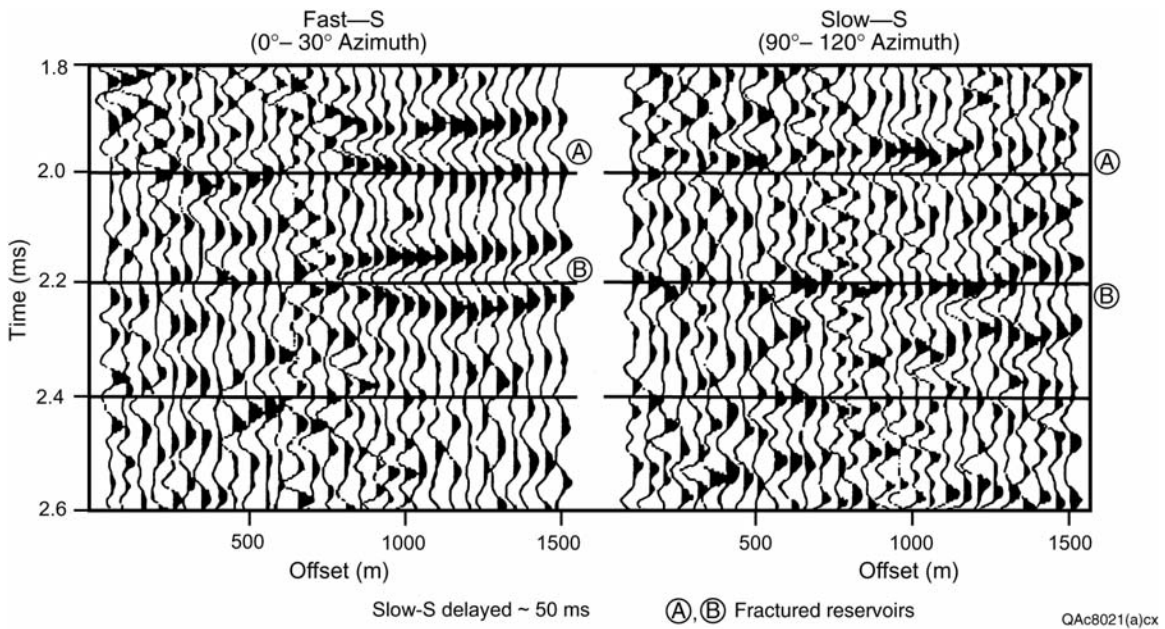 Fast—S
(0°– 30° Azimuth)
Slow—S
(90°– 120° Azimuth)
1.8
2.0
2.2
2.4
2.6
Time (ms)
A
B
A
B
500 1000 1500
500 1000 1500
Offset (m)
Offset (m)
Slow-S delayed ~ 50 ms
A, B Fractured reservoirs
QAc8021(a)cx